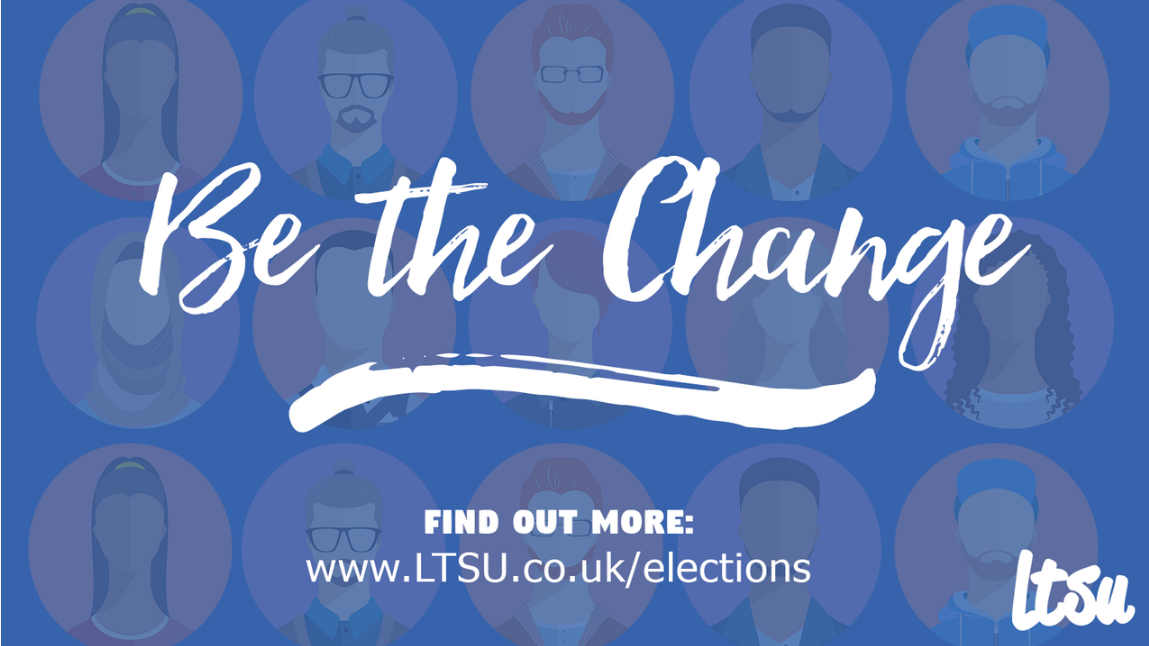 Be the Change
FIND OUT MORE:
www.LTSU.co.uk/elections
ltsu